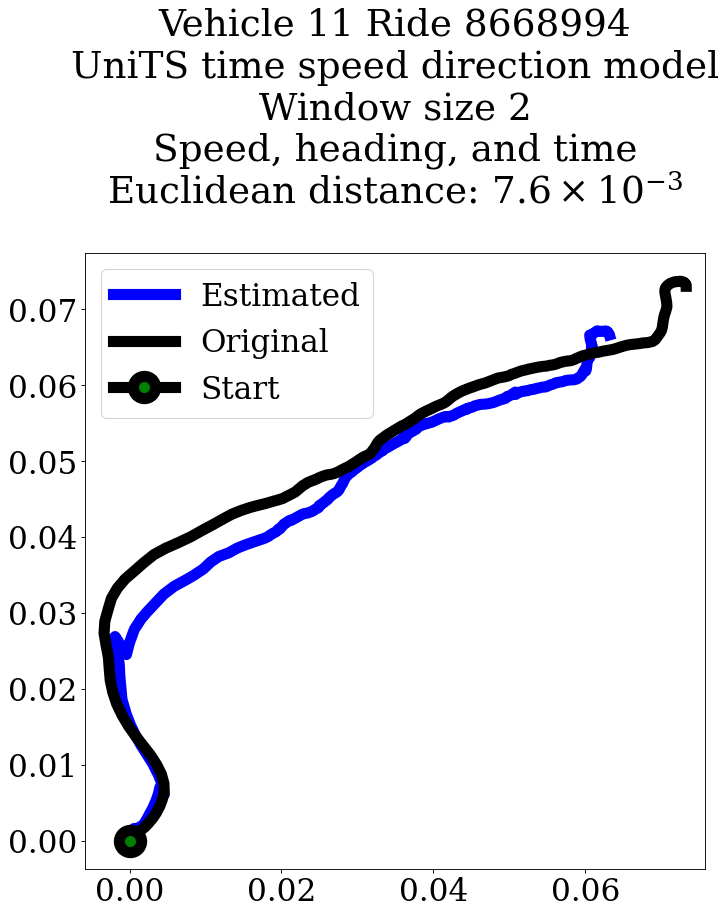 Vehicle 11 Ride 8668994
UniTS time speed direction model
Window size 2
Speed, heading, and time
Euclidean distance: $7.6 \times 10^{-3}$
Estimated
Original
Start
0.07
0.06
0.05
0.04
0.03
0.02
0.01
0.00
0.00 0.02 0.04 0.06